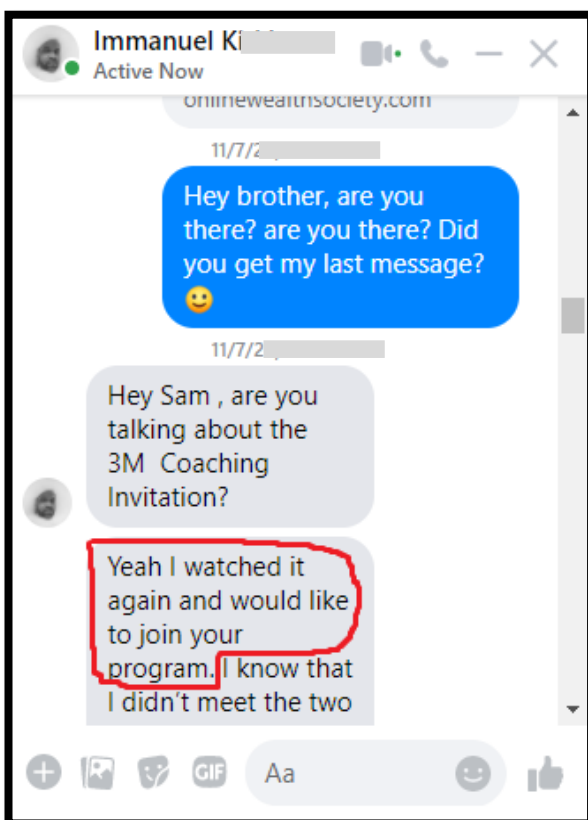 Immanuel Ki
Active Now
onlinewealthsociety.com
11/7/2
Hey brother, are you
there? are you there? Did
you get my last message?
🙂
11/7/2
Hey Sam , are you
talking about the
3M Coaching
Invitation?
Yeah I watched it
again and would like
to join your
program. I know that
I didn't meet the two
GIF
Aa